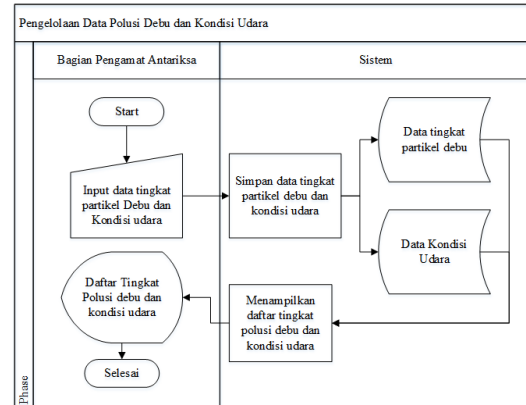 Pengelolaan Data Polusi Debu dan Kondisi Udara
Bagian Pengamat Antariksa
Sistem
Start
Input data tingkat
partikel Debu dan
Kondisi udara
Simpan data tingkat
partikel debu dan
kondisi udara
Data tingkat
partikel debu
Data Kondisi
Udara
Daftar Tingkat
Polusi debu dan
kondisi udara
Menampilkan
daftar tingkat
polusi debu dan
kondisi udara
Selesai
Phase